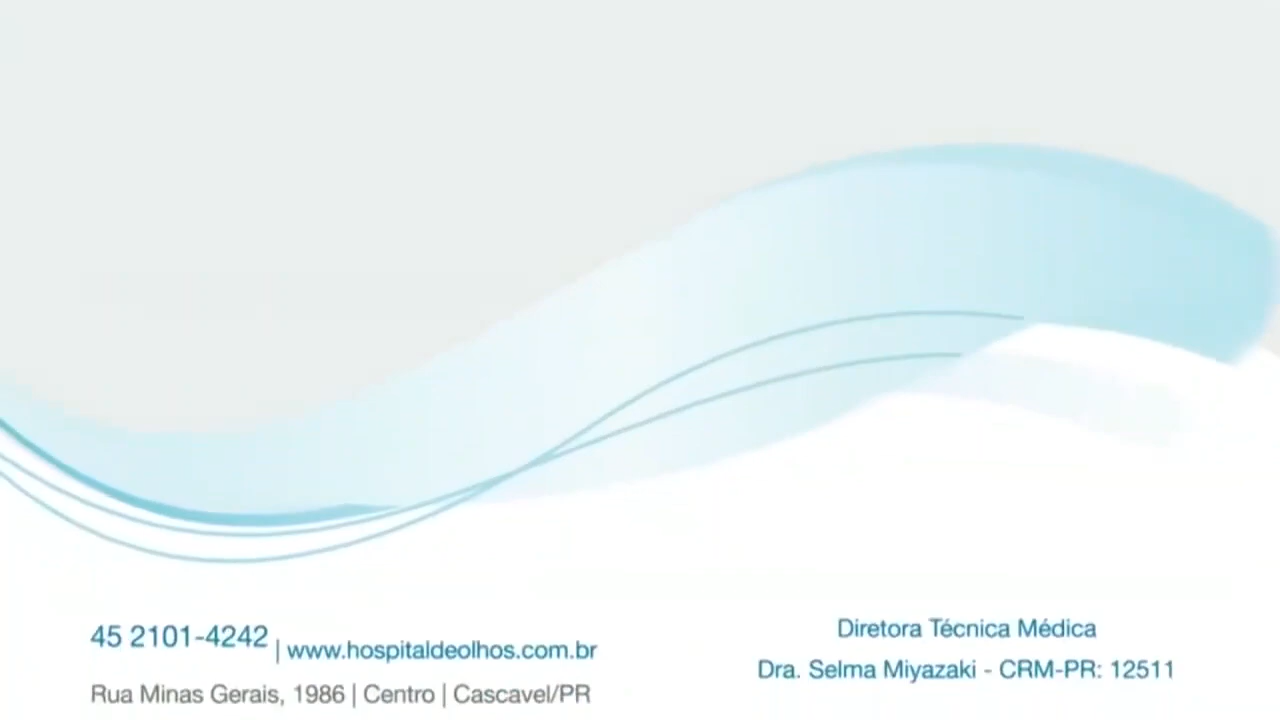 45 2101-4242 | www.hospitaldeolhos.com.br
Rua Minas Gerais, 1986 | Centro | Cascavel/PR
Diretora Técnica Médica
Dra. Selma Miyazaki - CRM-PR: 12511